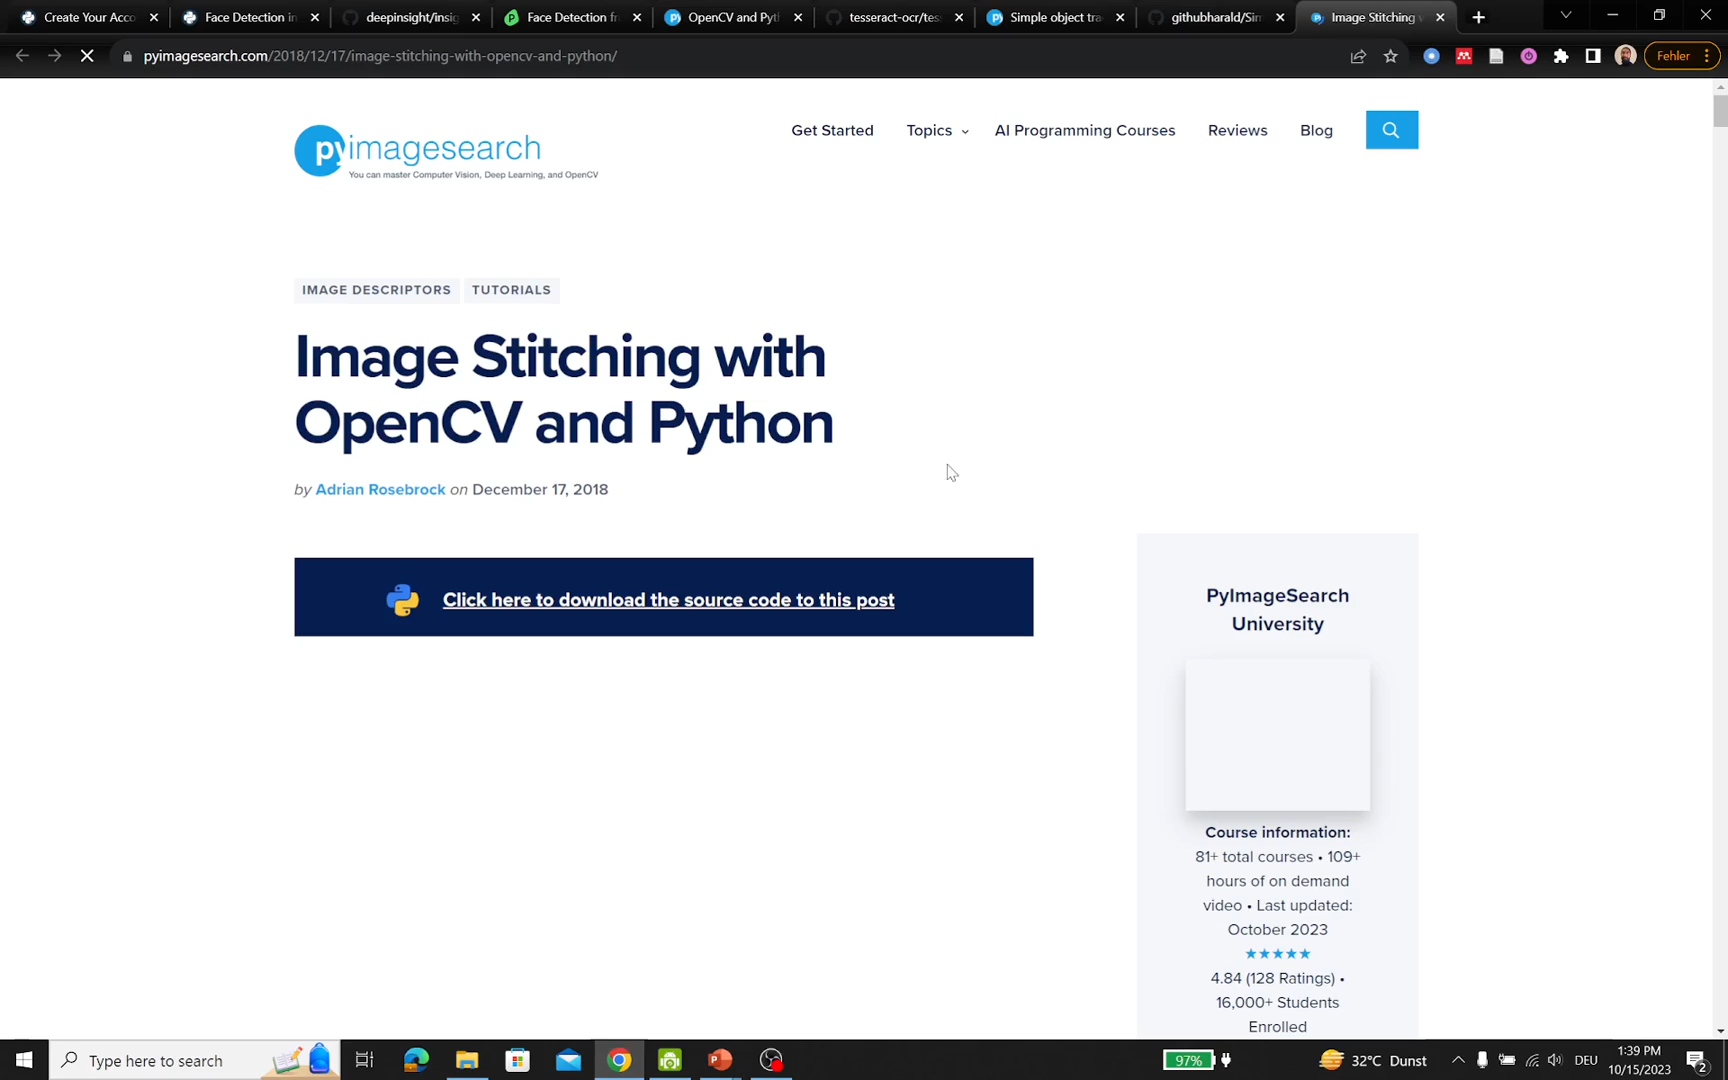 Create Your Acco
Face Detection in
deepinsight/insig
Face Detection fr
OpenCV and Pyth
tesseract-ocr/tes
Simple object tra
githubharald/Sim
Image Stitching w
pyimagesearch.com/2018/12/17/image-stitching-with-opencv-and-python/
Fehler
pyimagesearch
You can master Computer Vision, Deep Learning, and OpenCV
Get Started
Topics
AI Programming Courses
Reviews
Blog
IMAGE DESCRIPTORS
TUTORIALS
Image Stitching with
OpenCV and Python
by Adrian Rosebrock on December 17, 2018
Click here to download the source code to this post
PyImageSearch
University
Course information:
81+ total courses • 109+
hours of on demand
video • Last updated:
October 2023
★★★★★
4.84 (128 Ratings) •
16,000+ Students
Enrolled
Type here to search
97%
32°C Dunst
DEU
1:39 PM
10/15/2023
2